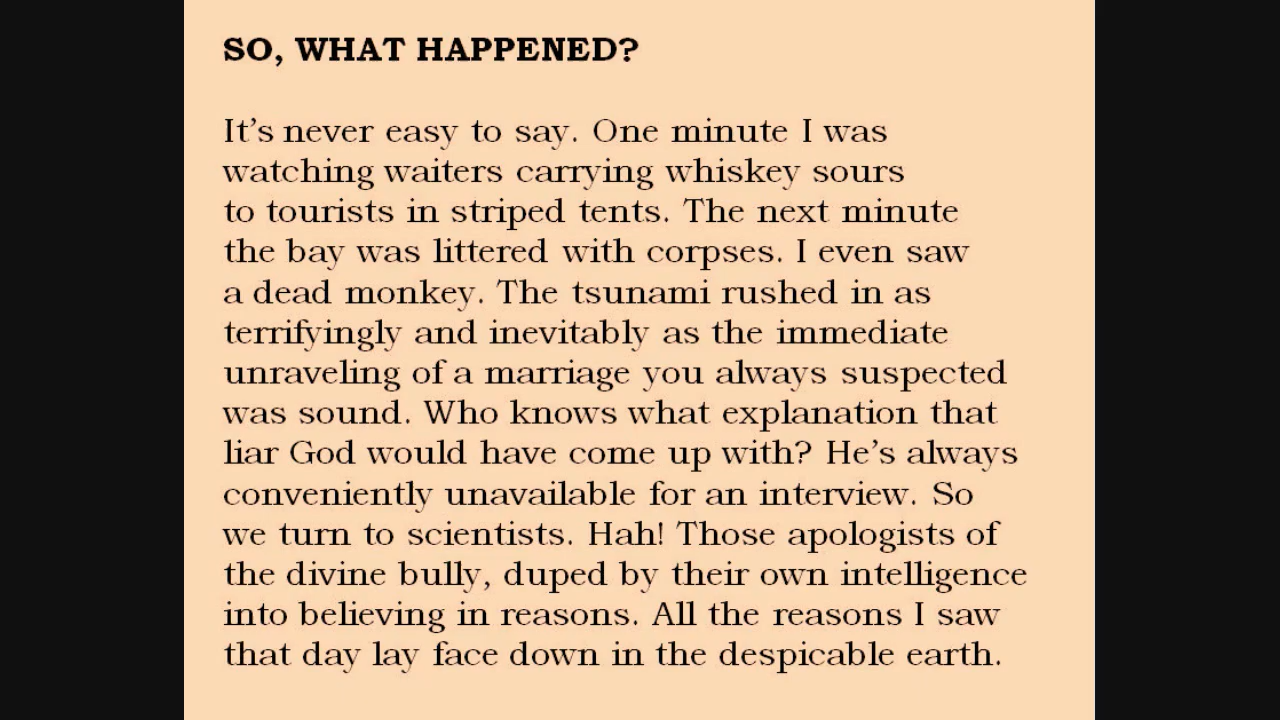 SO, WHAT HAPPENED?
It’s never easy to say. One minute I was
watching waiters carrying whiskey sours
to tourists in striped tents. The next minute
the bay was littered with corpses. I even saw
a dead monkey. The tsunami rushed in as
terrifyingly and inevitably as the immediate
unraveling of a marriage you always suspected
was sound. Who knows what explanation that
liar God would have come up with? He’s always
conveniently unavailable for an interview. So
we turn to scientists. Hah! Those apologists of
the divine bully, duped by their own intelligence
into believing in reasons. All the reasons I saw
that day lay face down in the despicable earth.